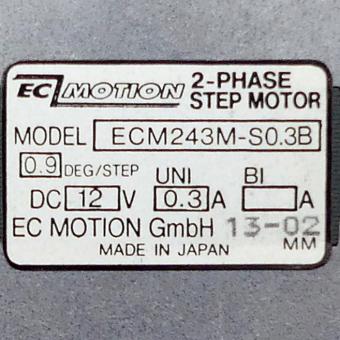 EC MOTION 2-PHASE
STEP MOTOR
MODEL ECM243M-S0.3B
0.9 DEG/STEP UNI BI
DC 12 V 0.3 A A
EC MOTION GmbH 13-02
MADE IN JAPAN MM